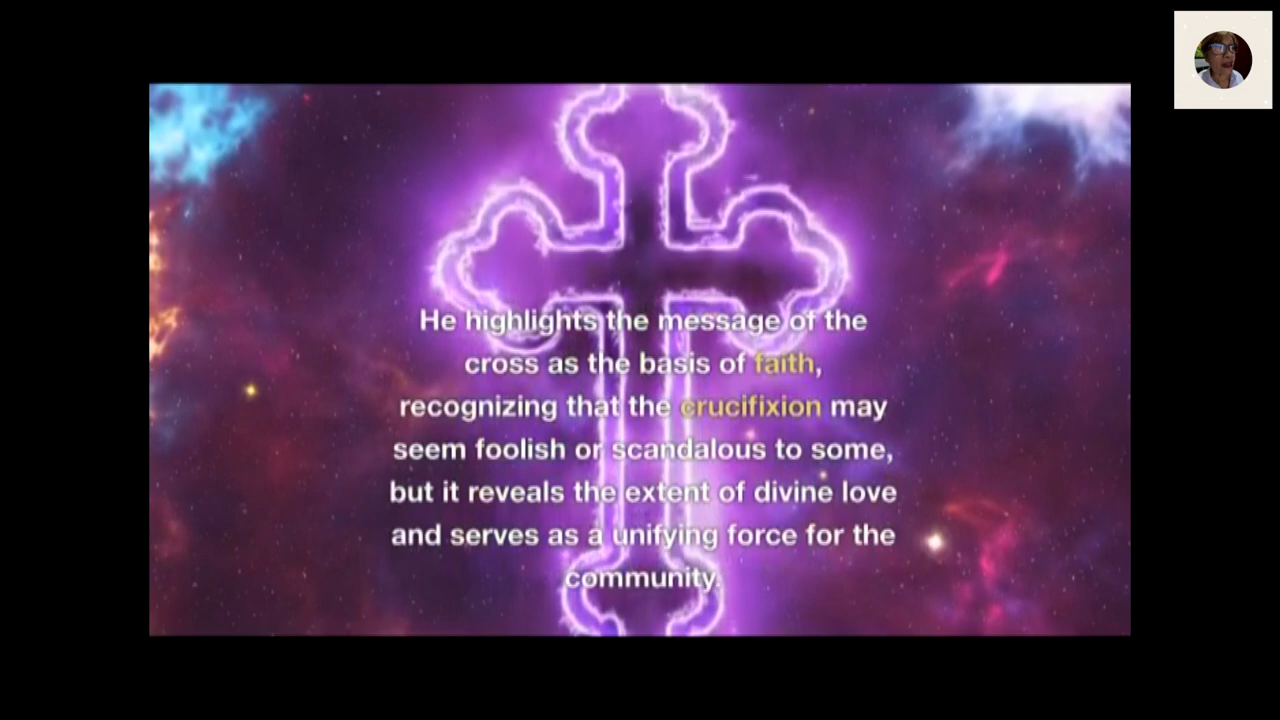 He highlights the message of the
cross as the basis of faith,
recognizing that the crucifixion may
seem foolish or scandalous to some,
but it reveals the extent of divine love
and serves as a unifying force for the
community.